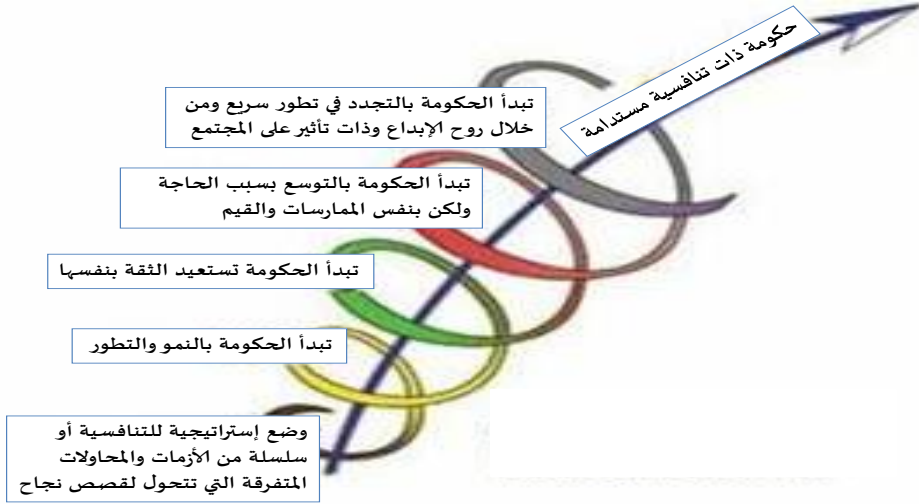 حكومة ذات تنافسية مستدامة
تبدأ الحكومة بالتجدد في تطور سريع ومن
خلال روح الإبداع وذات تأثير على المجتمع
تبدأ الحكومة بالتوسع بسبب الحاجة
ولكن بنفس الممارسات والقيم
تبدأ الحكومة تستعيد الثقة بنفسها
تبدأ الحكومة بالنمو والتطور
وضع إستراتيجية للتنافسية أو
سلسلة من الأزمات والمحاولات
المتفرقة التي تتحول لقصص نجاح